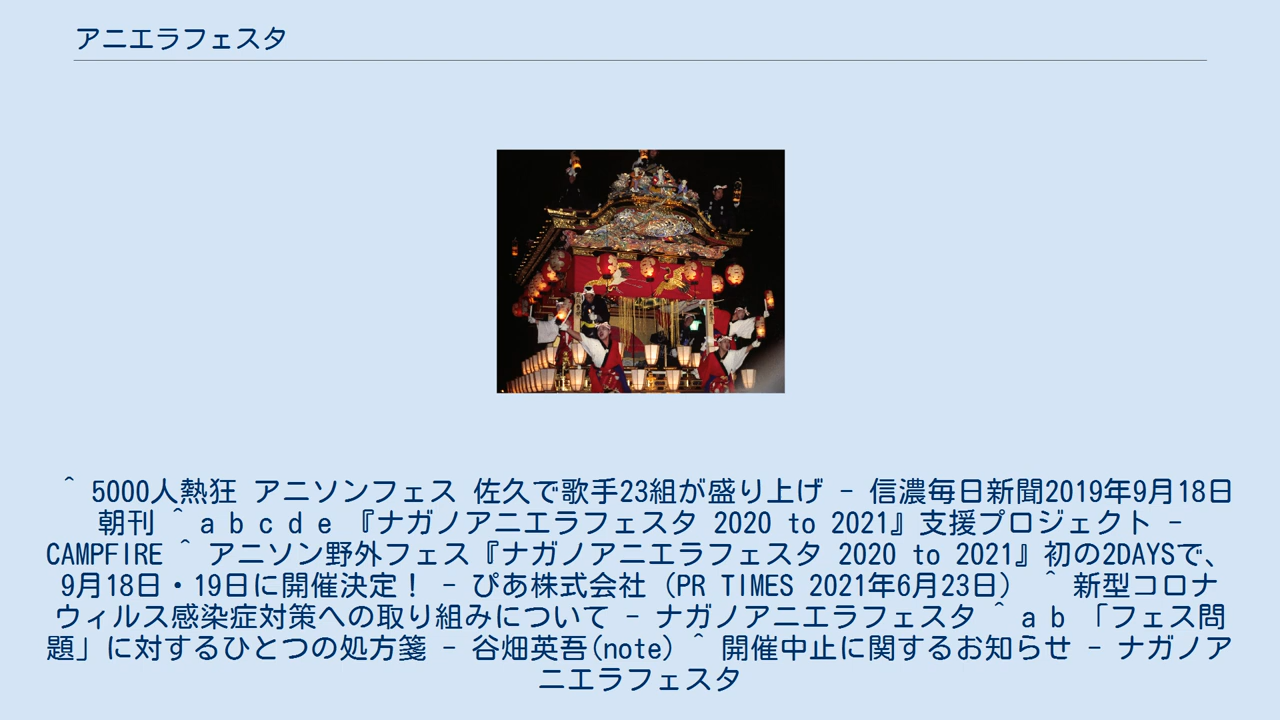 アニエラフェスタ
^ 5000人熱狂 アニソンフェス 佐久で歌手23組が盛り上げ - 信濃毎日新聞2019年9月18日
朝刊 ^ a b c d e 『ナガノアニエラフェスタ 2020 to 2021』支援プロジェクト -
CAMPFIRE ^ アニソン野外フェス『ナガノアニエラフェスタ 2020 to 2021』初の2DAYSで、
9月18日・19日に開催決定！ - ぴあ株式会社（PR TIMES 2021年6月23日） ^ 新型コロナ
ウィルス感染症対策への取り組みについて - ナガノアニエラフェスタ ^ a b 「フェス問
題」に対するひとつの処方箋 - 谷畑英吾(note) ^ 開催中止に関するお知らせ - ナガノア
ニエラフェスタ